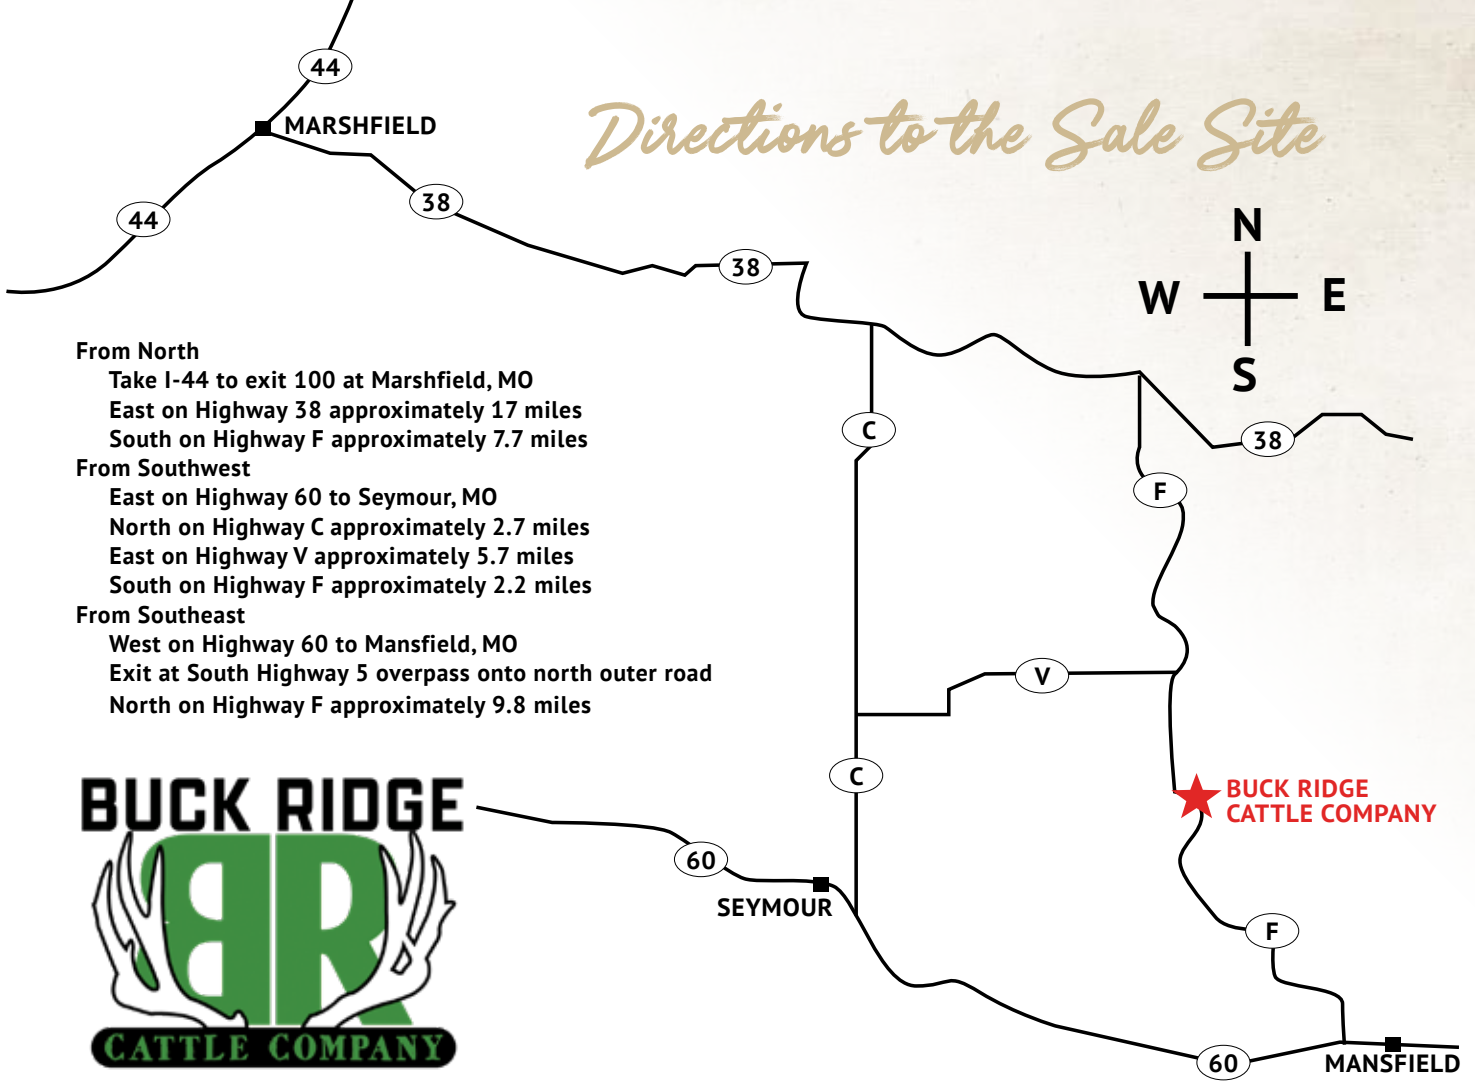 44
MARSHFIELD
Directions to the Sale Site
44
38
38
N
W E
S
38
From North
Take I-44 to exit 100 at Marshfield, MO
East on Highway 38 approximately 17 miles
South on Highway F approximately 7.7 miles
From Southwest
East on Highway 60 to Seymour, MO
North on Highway C approximately 2.7 miles
East on Highway V approximately 5.7 miles
South on Highway F approximately 2.2 miles
From Southeast
West on Highway 60 to Mansfield, MO
Exit at South Highway 5 overpass onto north outer road
North on Highway F approximately 9.8 miles
C
F
V
C
BUCK RIDGE
CATTLE COMPANY
60
SEYMOUR
F
60
MANSFIELD
BUCK RIDGE
BR
CATTLE COMPANY